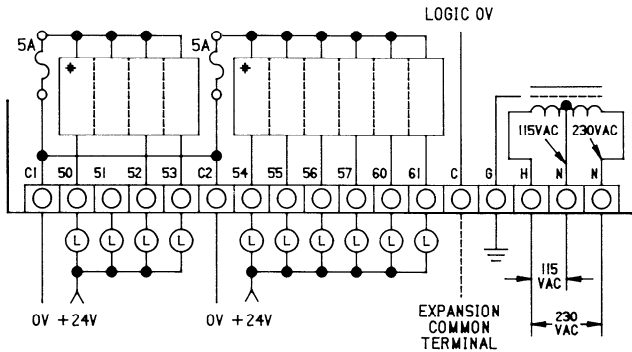 LOGIC 0V
5A
5A
*
*
115VAC
230VAC
C1 50 51 52 53 C2 54 55 56 57 60 61 C G H N N
L L L L L L L L L L
115
VAC
0V +24V
0V +24V
EXPANSION
COMMON
TERMINAL
230
VAC